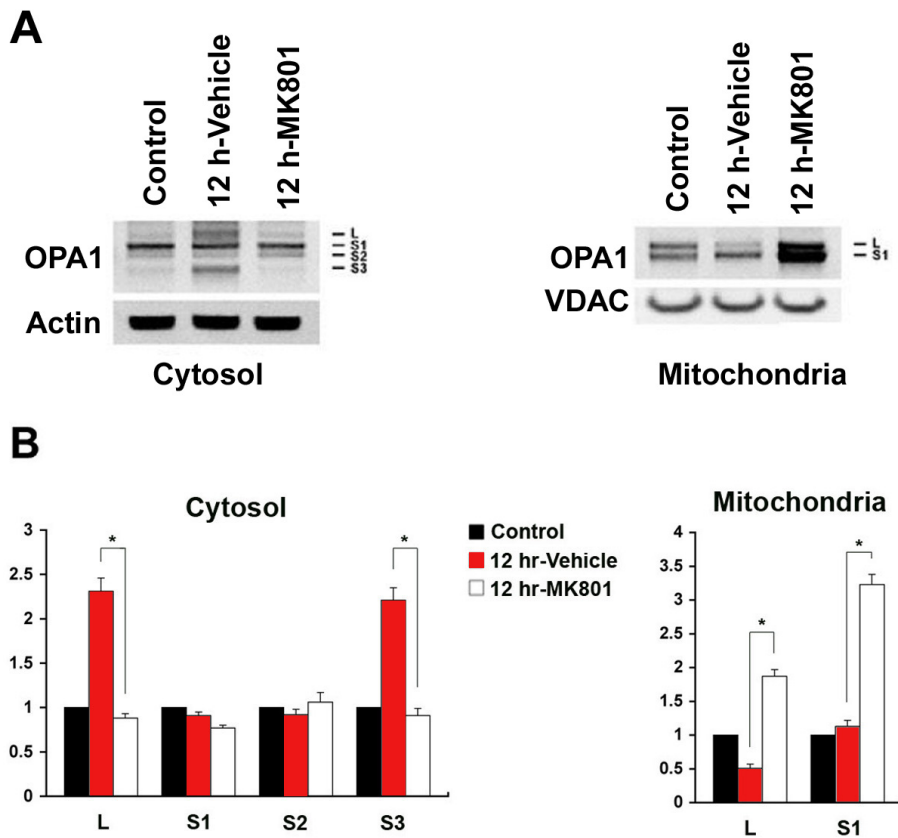 A
Control
12 h-Vehicle
12 h-MK801
OPA1
L
S1
S2
S3
Actin
Cytosol
Control
12 h-Vehicle
12 h-MK801
OPA1
L
S1
VDAC
Mitochondria
B
Cytosol
3
2.5
2
1.5
1
0.5
0
*
*
L S1 S2 S3
Control
12 hr-Vehicle
12 hr-MK801
Mitochondria
4
3.5
3
2.5
2
1.5
1
0.5
0
*
*
L S1